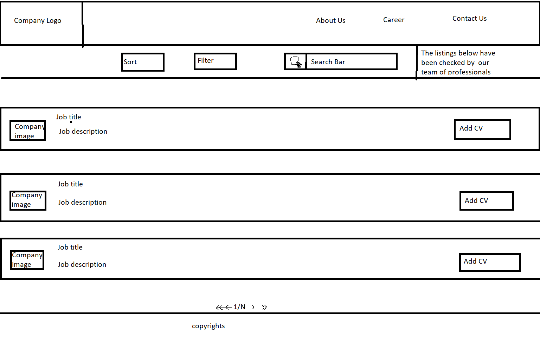 Company Logo
About Us
Career
Contact Us
Sort
Filter
Search Bar
The listings below have
been checked by our
team of professionals
Job title
Company
image
Job description
Add CV
Job title
Company
image
Job description
Add CV
Job title
Company
image
Job description
Add CV
1/N
copyrights